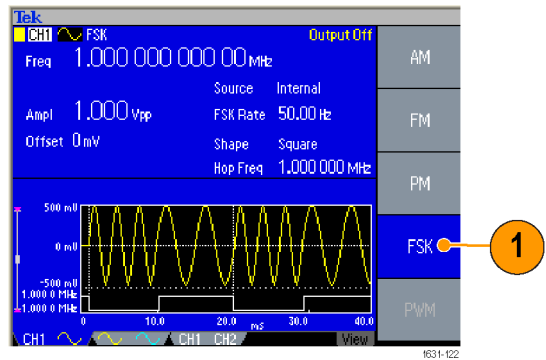 Tek
CH1 FSK Output Off
Freq 1.000 000 000 00 MHz
Source Internal
Ampl 1.000 Vpp FSK Rate 50.00 Hz
Offset 0 mV Shape Square
Hop Freq 1.000 000 MHz
500 mU
0 mU
-500 mU
1.000 0 MHz
1.000 0 MHz
0 10.0 20.0 ms 30.0 40.0
CH1 CH1 CH2 View
AM
FM
PM
FSK
PWM
1
1631-122